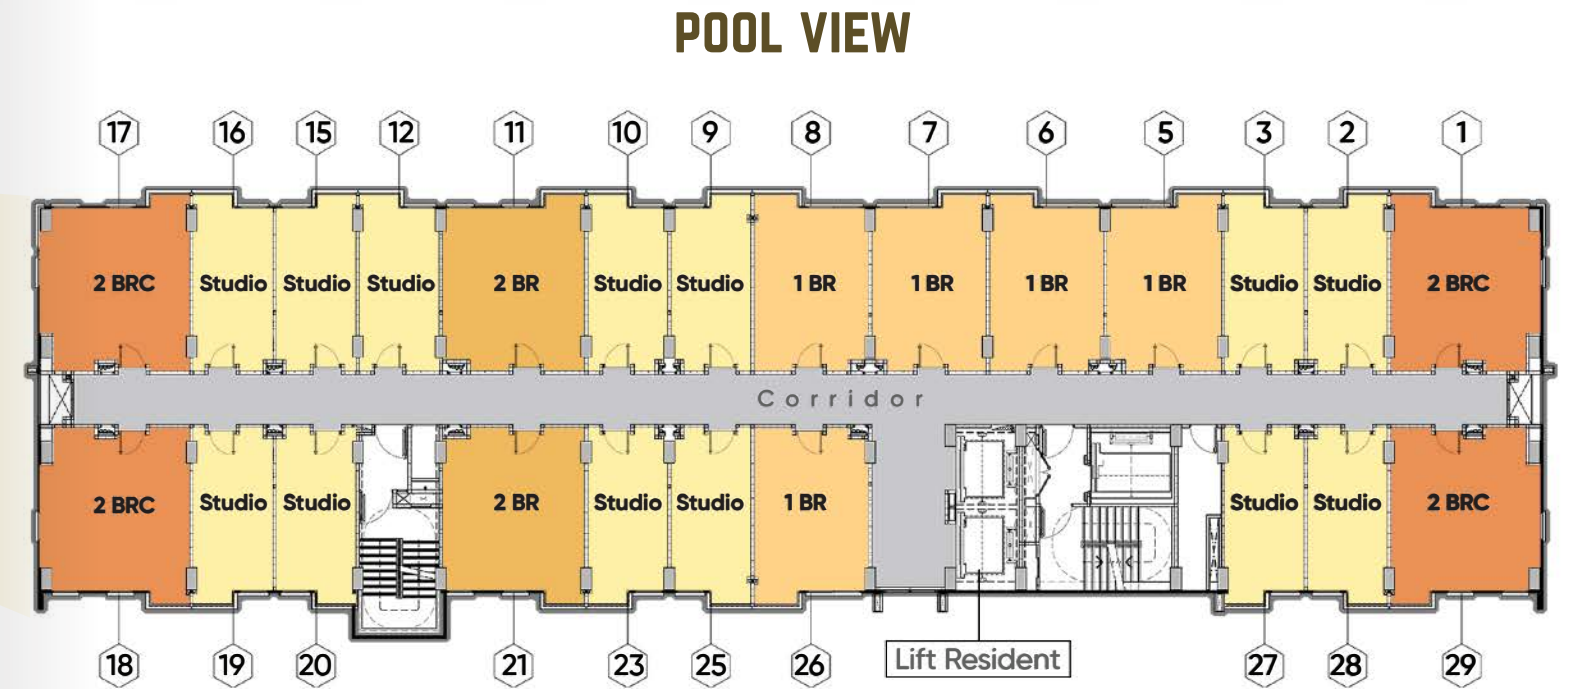 POOL VIEW
17 16 15 12 11 10 9 8 7 6 5 3 2 1
2 BRC Studio Studio Studio 2 BR Studio Studio 1 BR 1 BR 1 BR 1 BR Studio Studio 2 BRC
Corridor
2 BRC Studio Studio 2 BR Studio Studio 1 BR Studio Studio 2 BRC
18 19 20 21 23 25 26 Lift Resident 27 28 29